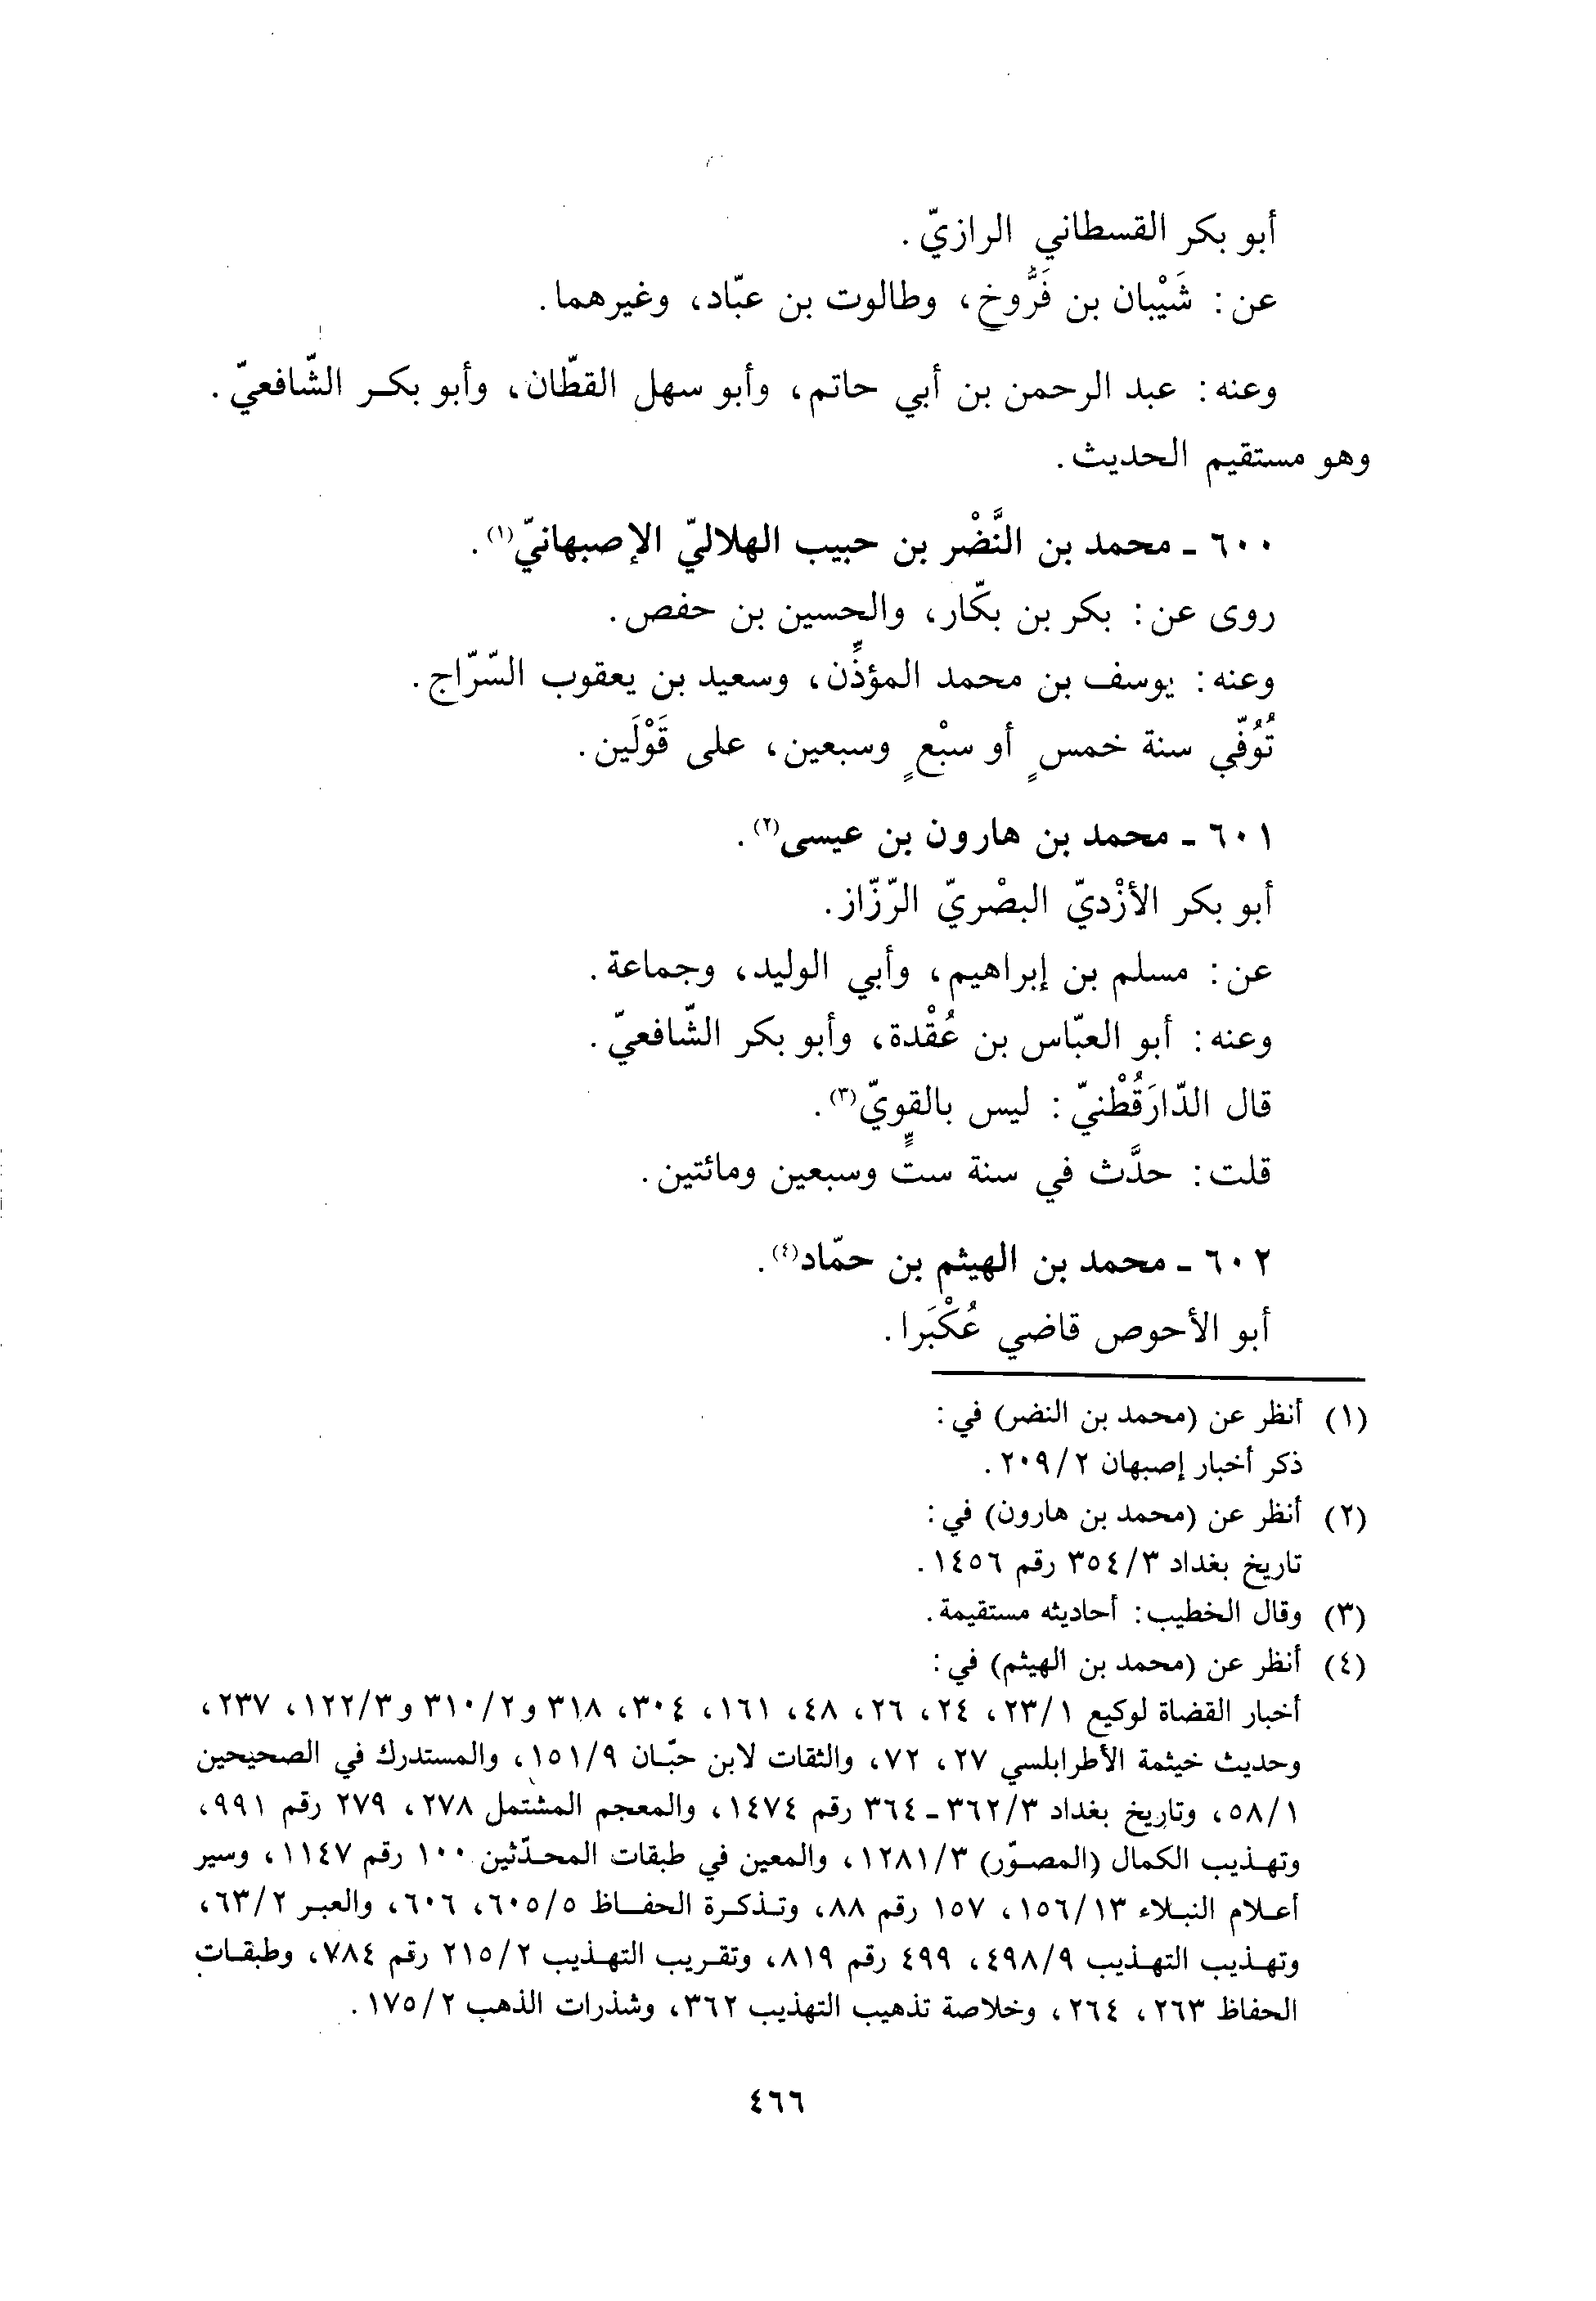 أبو بكر القسطاني الرازيّ.
عن: شَيْبان بن فَرُّوخ، وطالوت بن عبّاد، وغيرهما.
وعنه: عبد الرحمن بن أبي حاتم، وأبو سهل القطّان، وأبو بكر الشّافعيّ.
وهو مستقيم الحديث.
٦٠٠ - محمد بن النَّضْر بن حبيب الهلاليّ الإصبهانيّ(١).
روى عن: بكر بن بكّار، والحسين بن حفص.
وعنه: يوسف بن محمد المؤذِّن، وسعيد بن يعقوب السّرّاج.
تُوُفّي سنة خمسٍ أو سبْعٍ وسبعين، على قَوْلَين.
٦٠١ - محمد بن هارون بن عيسى(٢).
أبو بكر الأزْديّ البصْريّ الرّزّاز.
عن: مسلم بن إبراهيم، وأبي الوليد، وجماعة.
وعنه: أبو العبّاس بن عُقْدة، وأبو بكر الشّافعيّ.
قال الدّارَقُطْنيّ: ليس بالقويّ(٣).
قلت: حدَّث في سنة ستٍّ وسبعين ومائتين.
٦٠٢ - محمد بن الهيثم بن حمّاد(٤).
أبو الأحوص قاضي عُكْبَرا.
(١) أنظر عن (محمد بن النضر) في:
ذكر أخبار إصبهان ٢/٢٠٩.
(٢) أنظر عن (محمد بن هارون) في:
تاريخ بغداد ٣/٣٥٤ رقم ١٤٥٦.
(٣) وقال الخطيب: أحاديثه مستقيمة.
(٤) أنظر عن (محمد بن الهيثم) في:
أخبار القضاة لوكيع ١/٢٣، ٢٤، ٢٦، ٤٨، ١٦١، ٣٠٤، ٣١٨ و٢/٣١٠ و٣/١٢٢، ٢٣٧،
وحديث خيثمة الأطرابلسي ٢٧، ٧٢، والثقات لابن حبّان ٩/١٥١، والمستدرك في الصحيحين
١/٥٨، وتاريخ بغداد ٣/٣٦٢-٣٦٤ رقم ١٤٧٤، والمعجم المشتمل ٢٧٨، ٢٧٩ رقم ٩٩١،
وتهذيب الكمال (المصوّر) ٣/١٢٨١، والمعين في طبقات المحدّثين ١٠٠ رقم ١١٤٧، وسير
أعلام النبلاء ١٣/١٥٦، ١٥٧ رقم ٨٨، وتذكرة الحفاظ ٥/٦٠٥، ٦٠٦، والعبر ٢/٦٣،
وتهذيب التهذيب ٩/٤٩٨، ٤٩٩ رقم ٨١٩، وتقريب التهذيب ٢/٢١٥ رقم ٧٨٤، وطبقات
الحفاظ ٢٦٣، ٢٦٤، وخلاصة تذهيب التهذيب ٣٦٢، وشذرات الذهب ٢/١٧٥.
٤٦٦